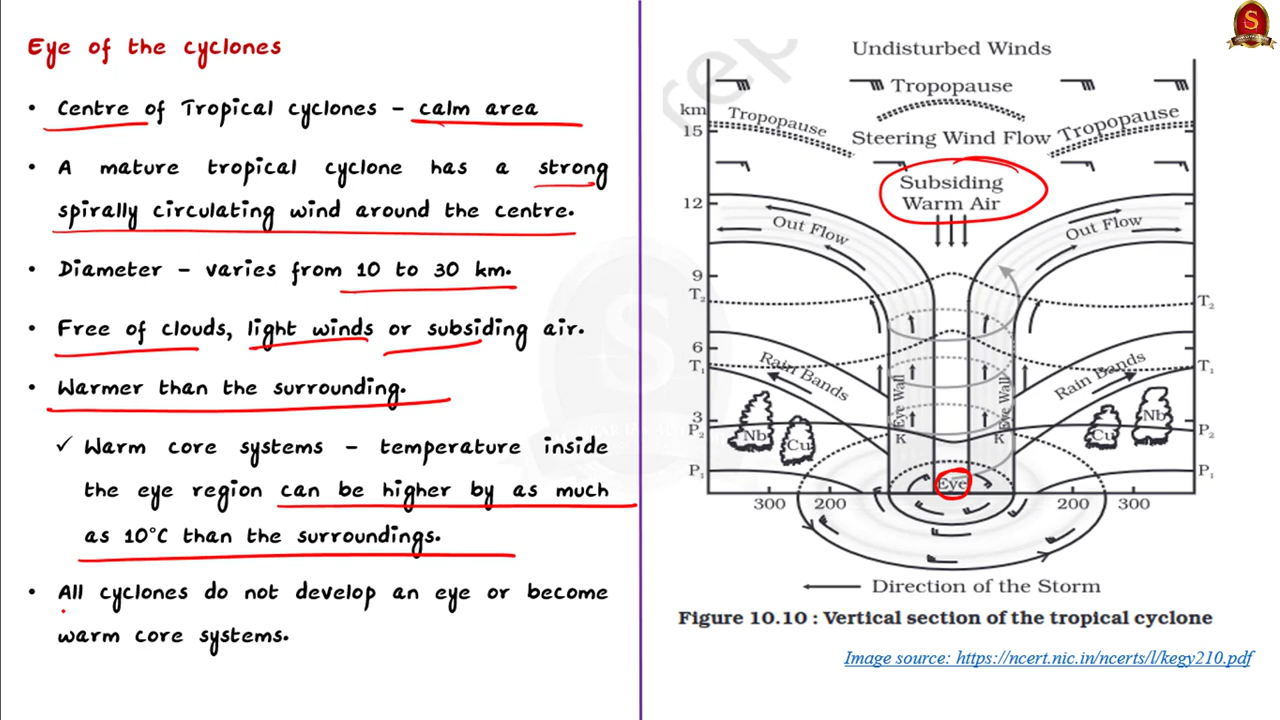 Eye of the cyclones
• Centre of Tropical cyclones – calm area
• A mature tropical cyclone has a strong
spirally circulating wind around the centre.
• Diameter – varies from 10 to 30 km.
• Free of clouds, light winds or subsiding air.
• Warmer than the surrounding.
✓ Warm core systems – temperature inside
the eye region can be higher by as much
as 10°C than the surroundings.
• All cyclones do not develop an eye or become
warm core systems.
S
rep
Undisturbed Winds
Tropopause
km
15
Tropopause
Steering Wind Flow
Tropopause
Subsiding
Warm Air
12
Out Flow
Out Flow
9
T₂
T₂
6
T₁
T₁
Rain Bands
Rain Bands
Eye Wall
Eye Wall
3
Nb
Cu
Cu
Nb
P₂
K
K
P₂
P₁
Eye
P₁
300
200
200
300
Direction of the Storm
Figure 10.10 : Vertical section of the tropical cyclone
Image source: https://ncert.nic.in/ncerts/l/kegy210.pdf